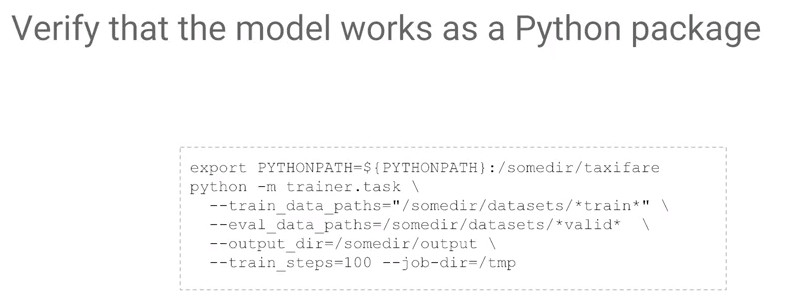 Verify that the model works as a Python package
export PYTHONPATH=${PYTHONPATH}:/somedir/taxifare
python -m trainer.task \
--train_data_paths="/somedir/datasets/*train*" \
--eval_data_paths=/somedir/datasets/*valid* \
--output_dir=/somedir/output \
--train_steps=100 --job-dir=/tmp